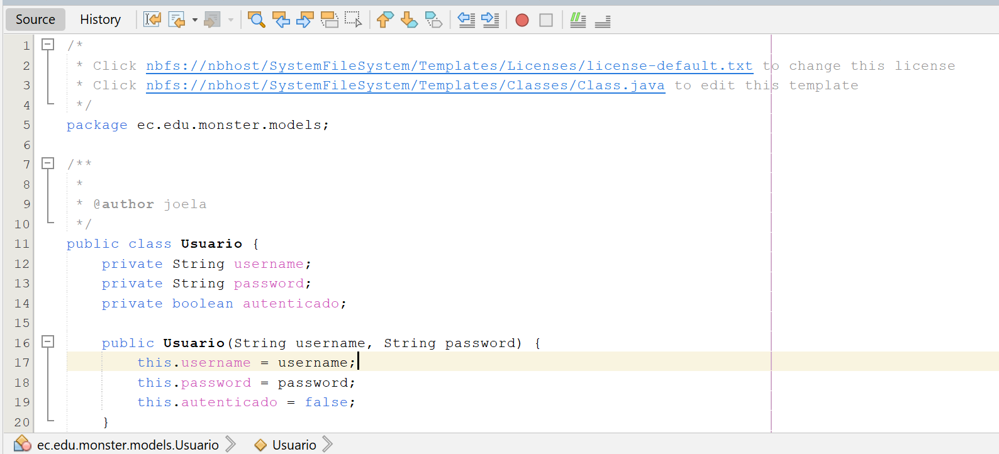 Source History
1 /*
2 * Click nbfs://nbhost/SystemFileSystem/Templates/Licenses/license-default.txt to change this license
3 * Click nbfs://nbhost/SystemFileSystem/Templates/Classes/Class.java to edit this template
4 */
5 package ec.edu.monster.models;
6
7 /**
8 *
9 * @author joela
10 */
11 public class Usuario {
12 private String username;
13 private String password;
14 private boolean autenticado;
15
16 public Usuario(String username, String password) {
17 this.username = username;
18 this.password = password;
19 this.autenticado = false;
20 }
ec.edu.monster.models.Usuario Usuario